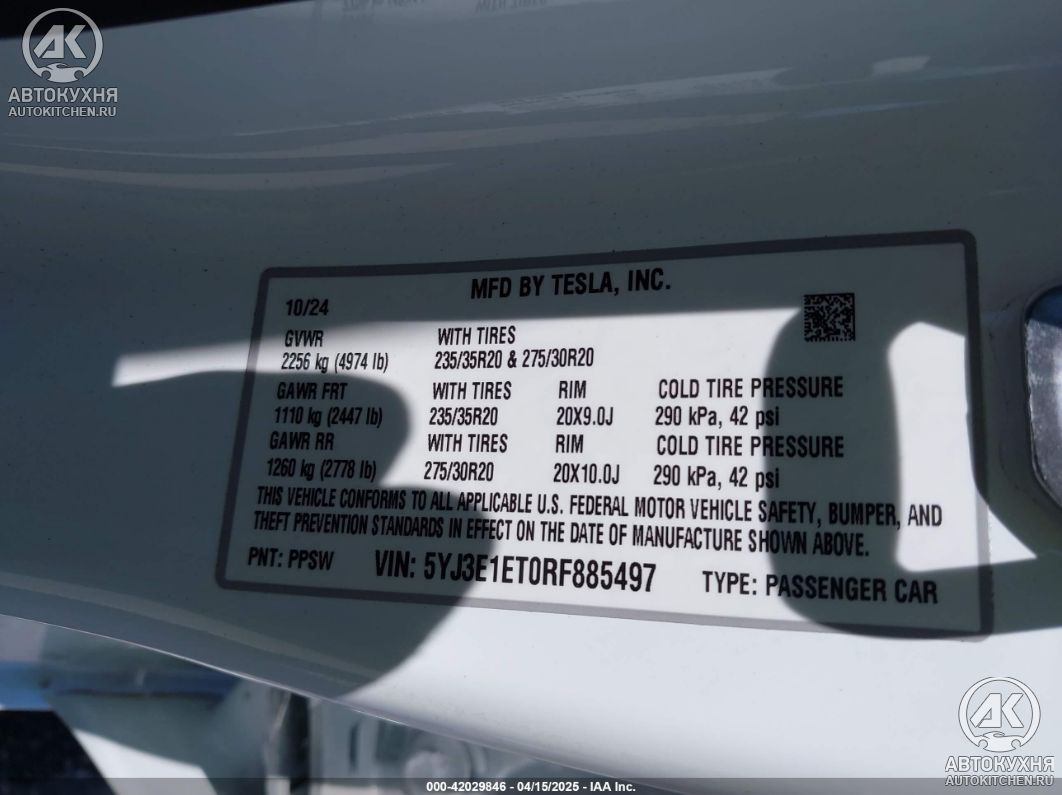 АК
АВТОКУХНЯ
AUTOKITCHEN.RU
MFD BY TESLA, INC.
10/24
GVWR WITH TIRES
2256 kg (4974 lb) 235/35R20 & 275/30R20
GAWR FRT WITH TIRES RIM COLD TIRE PRESSURE
1110 kg (2447 lb) 235/35R20 20X9.0J 290 kPa, 42 psi
GAWR RR WITH TIRES RIM COLD TIRE PRESSURE
1260 kg (2778 lb) 275/30R20 20X10.0J 290 kPa, 42 psi
THIS VEHICLE CONFORMS TO ALL APPLICABLE U.S. FEDERAL MOTOR VEHICLE SAFETY, BUMPER, AND
THEFT PREVENTION STANDARDS IN EFFECT ON THE DATE OF MANUFACTURE SHOWN ABOVE.
PNT: PPSW VIN: 5YJ3E1ET0RF885497 TYPE: PASSENGER CAR
АК
АВТОКУХНЯ
AUTOKITCHEN.RU
000-42029846 - 04/15/2025 - IAA Inc.